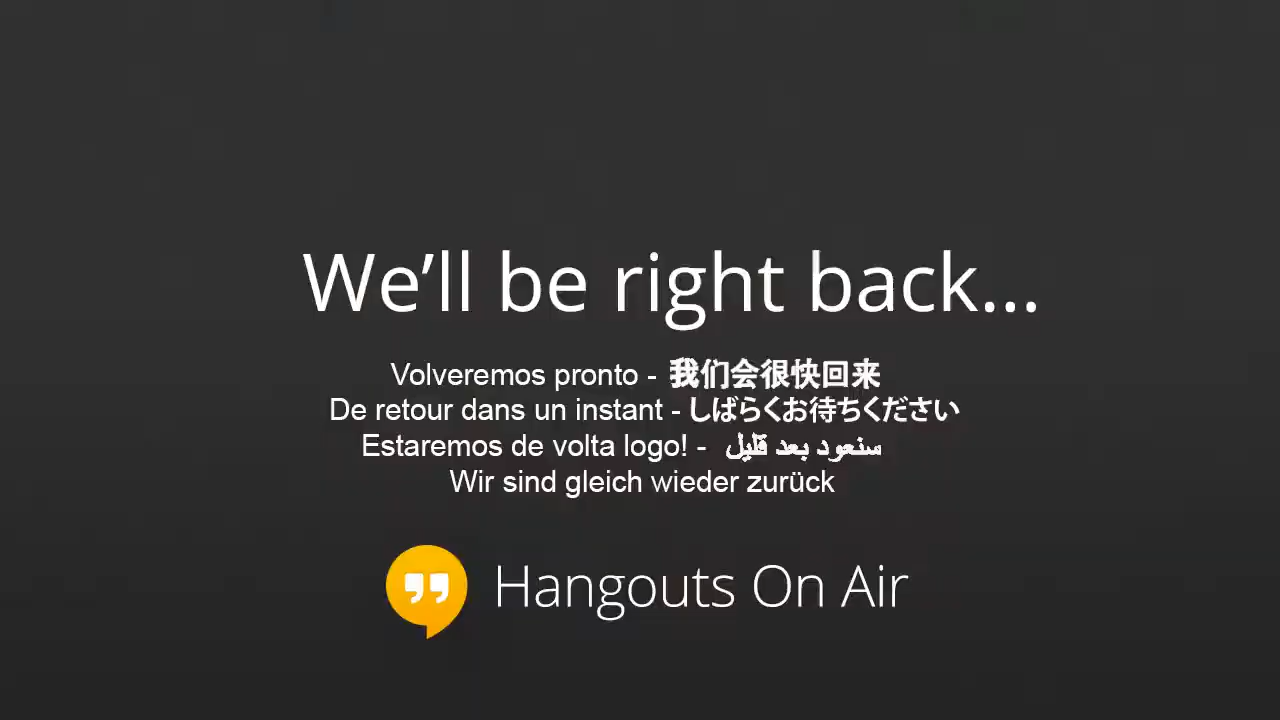 We’ll be right back...
Volveremos pronto - 我们会很快回来
De retour dans un instant - しばらくお待ちください
Estaremos de volta logo! - سنعود بعد قليل
Wir sind gleich wieder zurück
Hangouts On Air